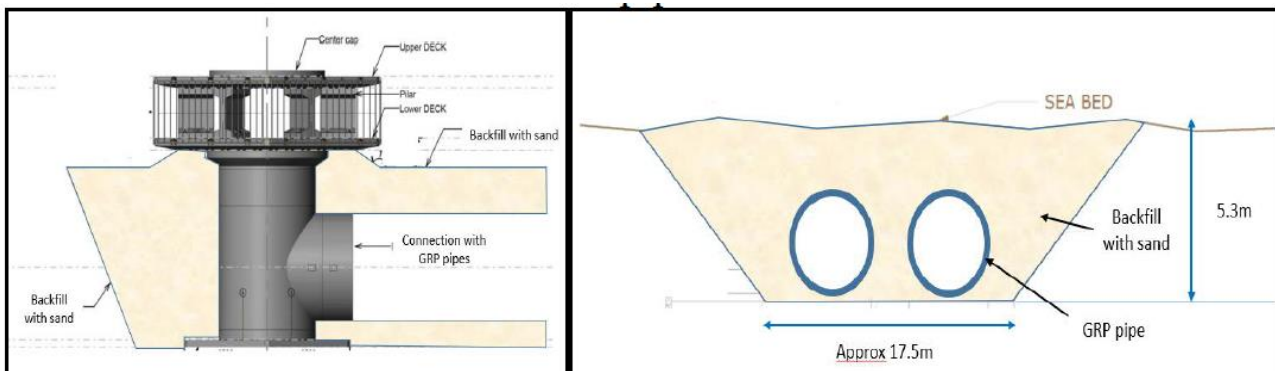 Center cap
Upper DECK
Pilar
Lower DECK
Backfill with sand
Connection with
GRP pipes
Backfill
with sand
SEA BED
Backfill
with sand
5.3m
GRP pipe
Approx 17.5m